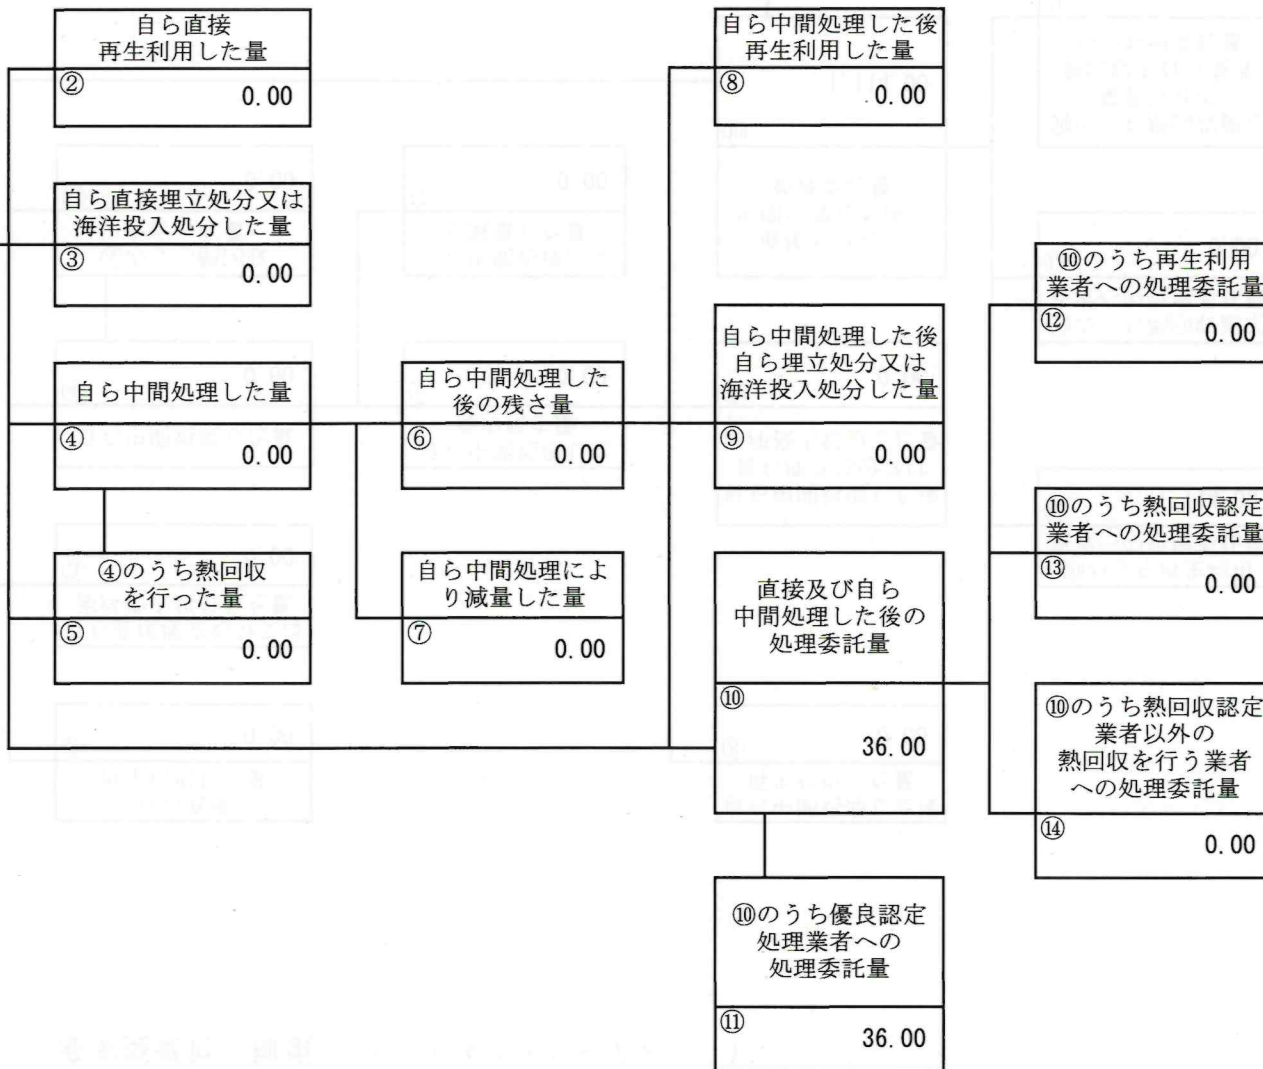 自ら直接
再生利用した量
②
0.00
自ら直接埋立処分又は
海洋投入処分した量
③
0.00
自ら中間処理した量
④
0.00
④のうち熱回収
を行った量
⑤
0.00
自ら中間処理した
後の残さ量
⑥
0.00
自ら中間処理によ
り減量した量
⑦
0.00
自ら中間処理した後
再生利用した量
⑧
0.00
自ら中間処理した後
自ら埋立処分又は
海洋投入処分した量
⑨
0.00
直接及び自ら
中間処理した後の
処理委託量
⑩
36.00
⑩のうち優良認定
処理業者への
処理委託量
⑪
36.00
⑩のうち再生利用
業者への処理委託量
⑫
0.00
⑩のうち熱回収認定
業者への処理委託量
⑬
0.00
⑩のうち熱回収認定
業者以外の
熱回収を行う業者
への処理委託量
⑭
0.00